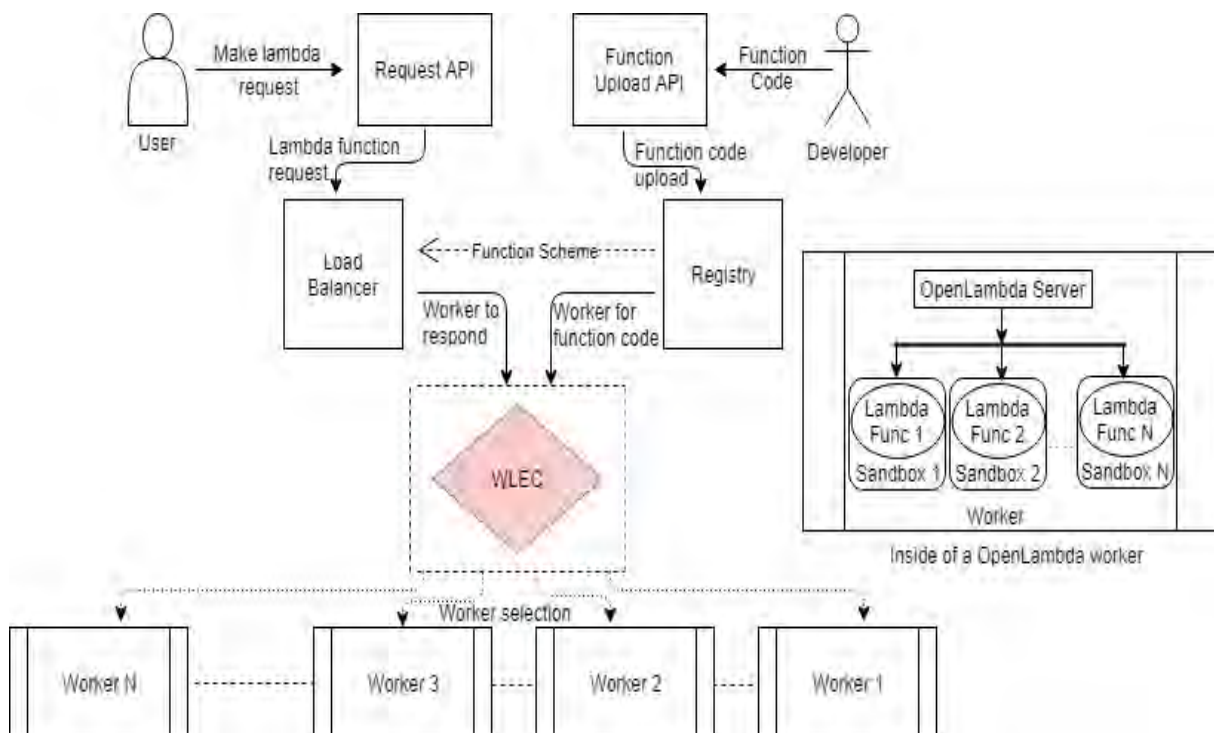 Make lambda
request
User
Request API
Function
Upload API
Function
Code
Developer
Lambda function
request
Function code
upload
Load
Balancer
Function Scheme
Registry
Worker to
respond
Worker for
function code
WLEC
Worker selection
Worker N
Worker 3
Worker 2
Worker 1
OpenLambda Server
Lambda
Func 1
Sandbox 1
Lambda
Func 2
Sandbox 2
Lambda
Func N
Sandbox N
Worker
Inside of a OpenLambda worker